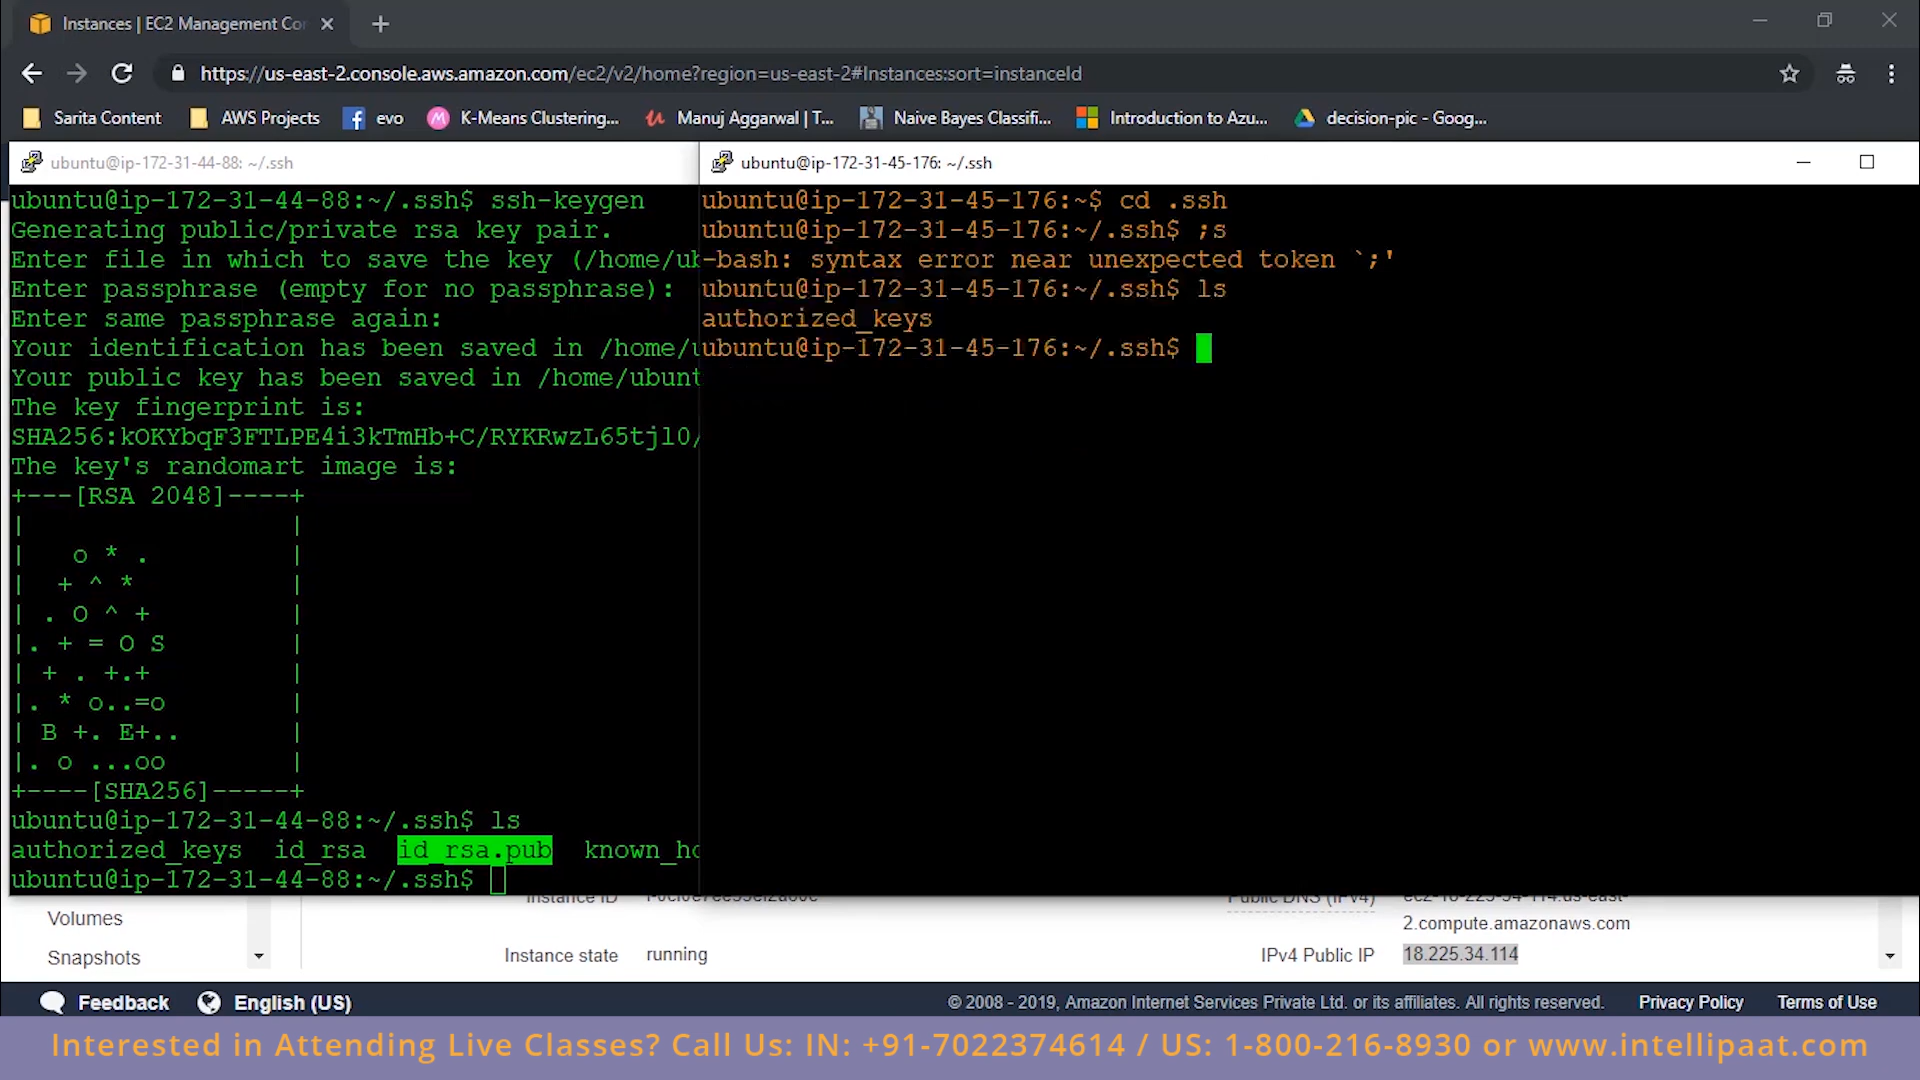 Instances | EC2 Management Co
https://us-east-2.console.aws.amazon.com/ec2/v2/home?region=us-east-2#Instances:sort=instanceId
Sarita Content AWS Projects evo K-Means Clustering... Manuj Aggarwal | T... Naive Bayes Classifi... Introduction to Azu... decision-pic - Goog...
ubuntu@ip-172-31-44-88: ~/.ssh
ubuntu@ip-172-31-44-88:~/.ssh$ ssh-keygen
Generating public/private rsa key pair.
Enter file in which to save the key (/home/ub
Enter passphrase (empty for no passphrase):
Enter same passphrase again:
Your identification has been saved in /home/u
Your public key has been saved in /home/ubunt
The key fingerprint is:
SHA256:kOKYbqF3FTLPE4i3kTmHb+C/RYKRwzL65tjl0/
The key's randomart image is:
+---[RSA 2048]----+
|                 |
|    o * .        |
|   + ^ *         |
|  . O ^ +        |
|. + = O S        |
| + . +.+         |
|. * o..=o        |
| B +. E+..       |
|. o ...oo        |
+----[SHA256]-----+
ubuntu@ip-172-31-44-88:~/.ssh$ ls
authorized_keys id_rsa id_rsa.pub known_ho
ubuntu@ip-172-31-44-88:~/.ssh$
ubuntu@ip-172-31-45-176: ~/.ssh
ubuntu@ip-172-31-45-176:~$ cd .ssh
ubuntu@ip-172-31-45-176:~/.ssh$ ;s
-bash: syntax error near unexpected token `;'
ubuntu@ip-172-31-45-176:~/.ssh$ ls
authorized_keys
ubuntu@ip-172-31-45-176:~/.ssh$
Volumes
Snapshots
Instance ID
Public DNS (IPv4)
2.compute.amazonaws.com
Instance state running
IPv4 Public IP 18.225.34.114
Feedback English (US) © 2008 - 2019, Amazon Internet Services Private Ltd. or its affiliates. All rights reserved. Privacy Policy Terms of Use
Interested in Attending Live Classes? Call Us: IN: +91-7022374614 / US: 1-800-216-8930 or www.intellipaat.com